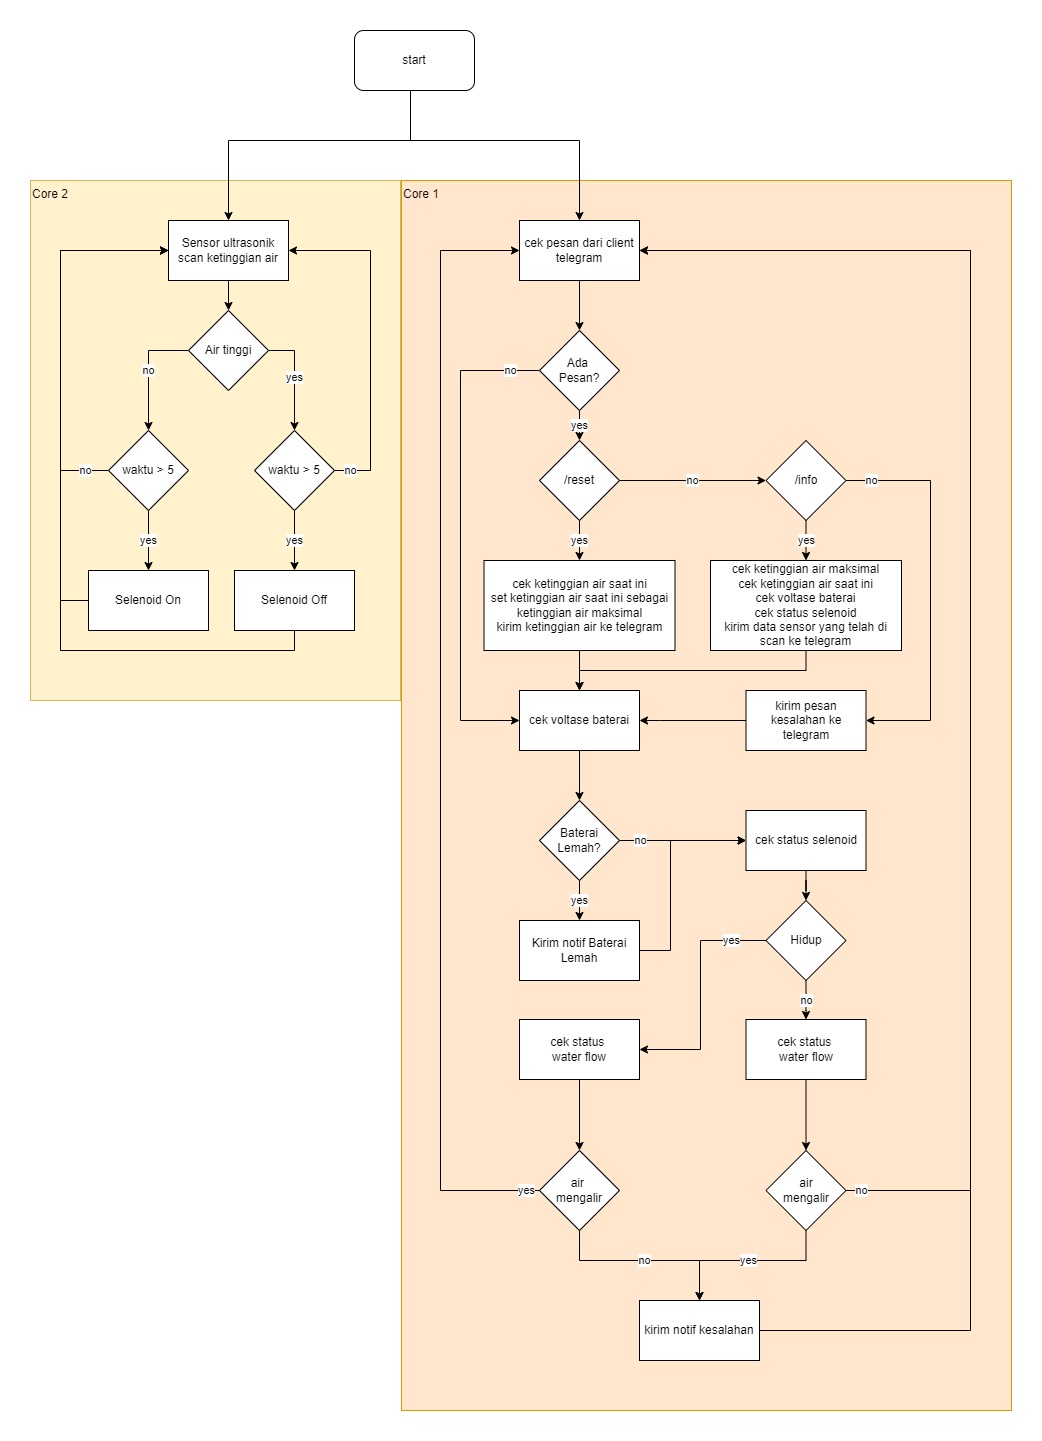 start
Core 2
Core 1
Sensor ultrasonik
scan ketinggian air
Air tinggi
no
yes
waktu > 5
waktu > 5
no
no
yes
yes
Selenoid On
Selenoid Off
cek pesan dari client
telegram
Ada
Pesan?
no
yes
/reset
no
/info
no
yes
yes
cek ketinggian air saat ini
set ketinggian air saat ini sebagai
ketinggian air maksimal
kirim ketinggian air ke telegram
cek ketinggian air maksimal
cek ketinggian air saat ini
cek voltase baterai
cek status selenoid
kirim data sensor yang telah di
scan ke telegram
cek voltase baterai
kirim pesan
kesalahan ke
telegram
Baterai
Lemah?
no
cek status selenoid
yes
Kirim notif Baterai
Lemah
yes
Hidup
no
cek status
water flow
cek status
water flow
yes
air
mengalir
air
mengalir
no
no
yes
kirim notif kesalahan